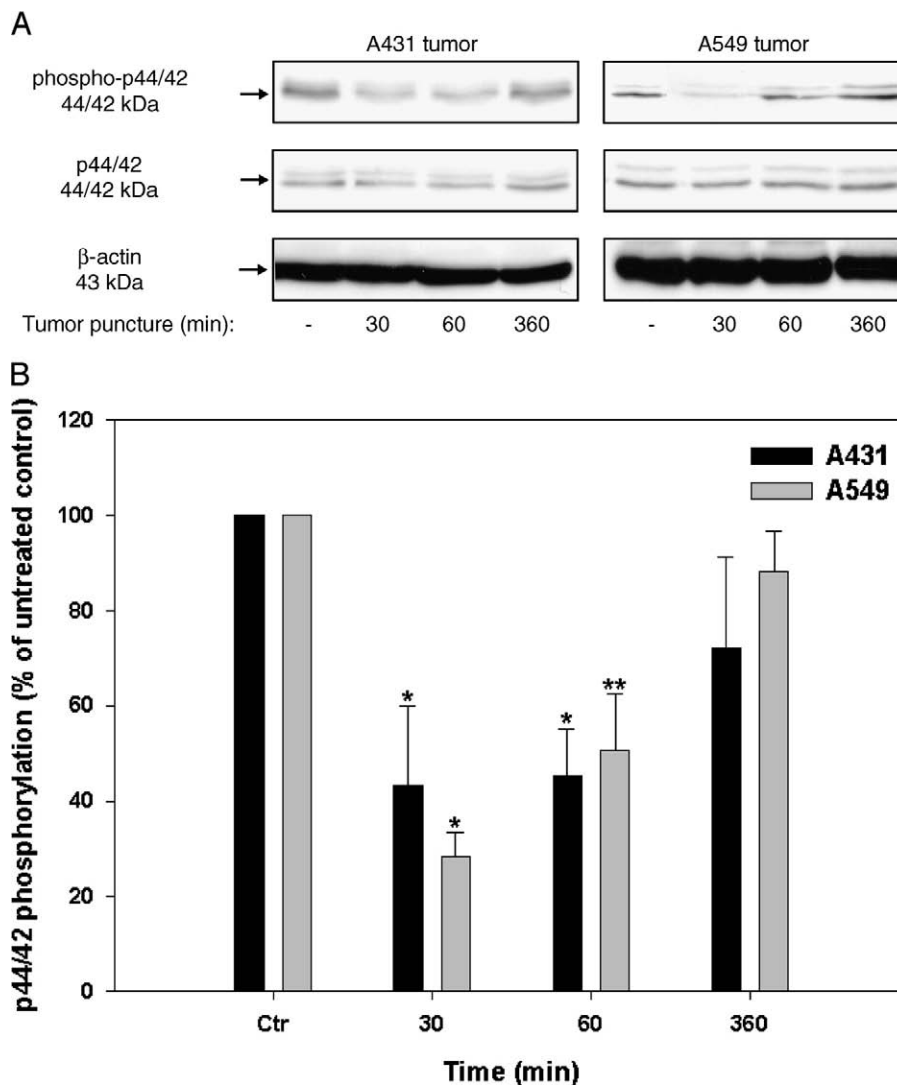 A
A431 tumor
A549 tumor
phospho-p44/42
44/42 kDa
p44/42
44/42 kDa
β-actin
43 kDa
Tumor puncture (min): - 30 60 360 - 30 60 360
B
p44/42 phosphorylation (% of untreated control)
120
100
80
60
40
20
0
A431
A549
*
*
*
**
Ctr 30 60 360
Time (min)